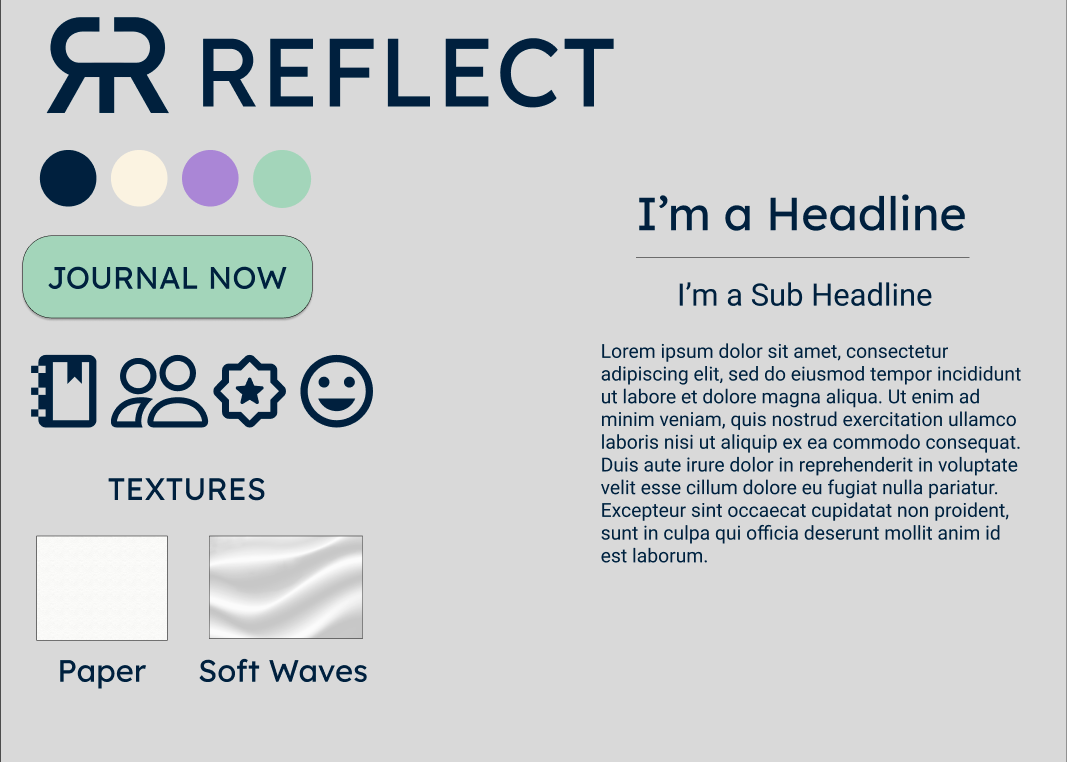 REFLECT
JOURNAL NOW
TEXTURES
Paper
Soft Waves
I’m a Headline
I’m a Sub Headline
Lorem ipsum dolor sit amet, consectetur
adipiscing elit, sed do eiusmod tempor incididunt
ut labore et dolore magna aliqua. Ut enim ad
minim veniam, quis nostrud exercitation ullamco
laboris nisi ut aliquip ex ea commodo consequat.
Duis aute irure dolor in reprehenderit in voluptate
velit esse cillum dolore eu fugiat nulla pariatur.
Excepteur sint occaecat cupidatat non proident,
sunt in culpa qui officia deserunt mollit anim id
est laborum.